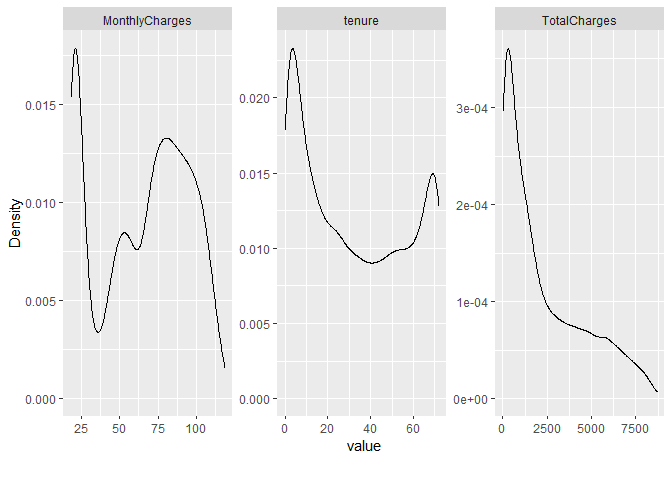 MonthlyCharges
tenure
TotalCharges
Density
0.015
0.010
0.005
0.000
0.020
0.015
0.010
0.005
0.000
3e-04
2e-04
1e-04
0e+00
25 50 75 100
0 20 40 60
0 2500 5000 7500
value